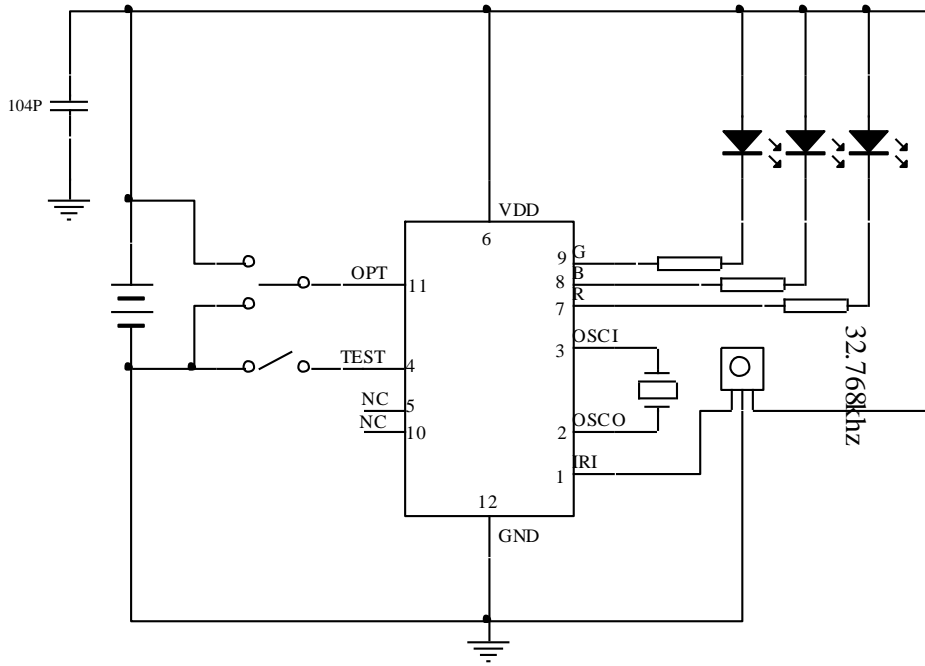 104P
VDD
6
9
G
8
B
7
R
OPT
11
3
OSCI
32.768khz
TEST
4
NC
5
NC
10
2
OSCO
1
IRI
12
GND